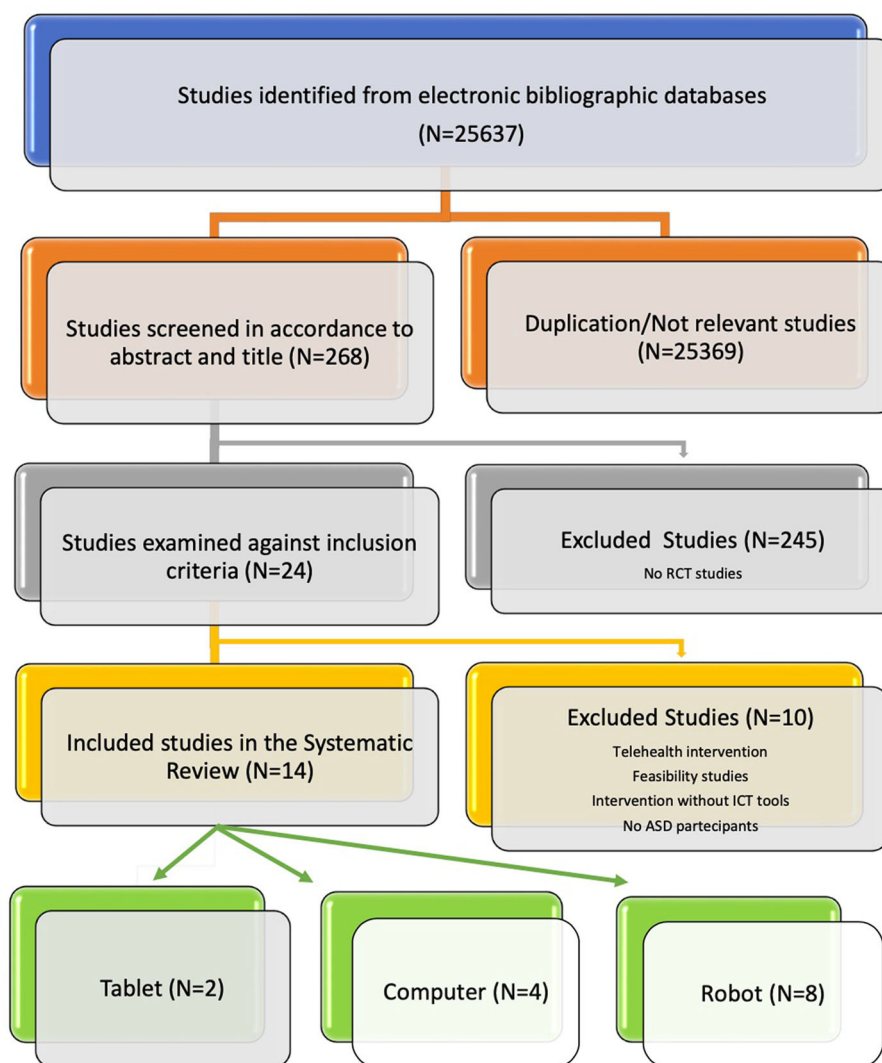 Studies identified from electronic bibliographic databases
(N=25637)
Studies screened in accordance to
abstract and title (N=268)
Duplication/Not relevant studies
(N=25369)
Studies examined against inclusion
criteria (N=24)
Excluded Studies (N=245)
No RCT studies
Included studies in the Systematic
Review (N=14)
Excluded Studies (N=10)
Telehealth intervention
Feasibility studies
Intervention without ICT tools
No ASD partecipants
Tablet (N=2)
Computer (N=4)
Robot (N=8)